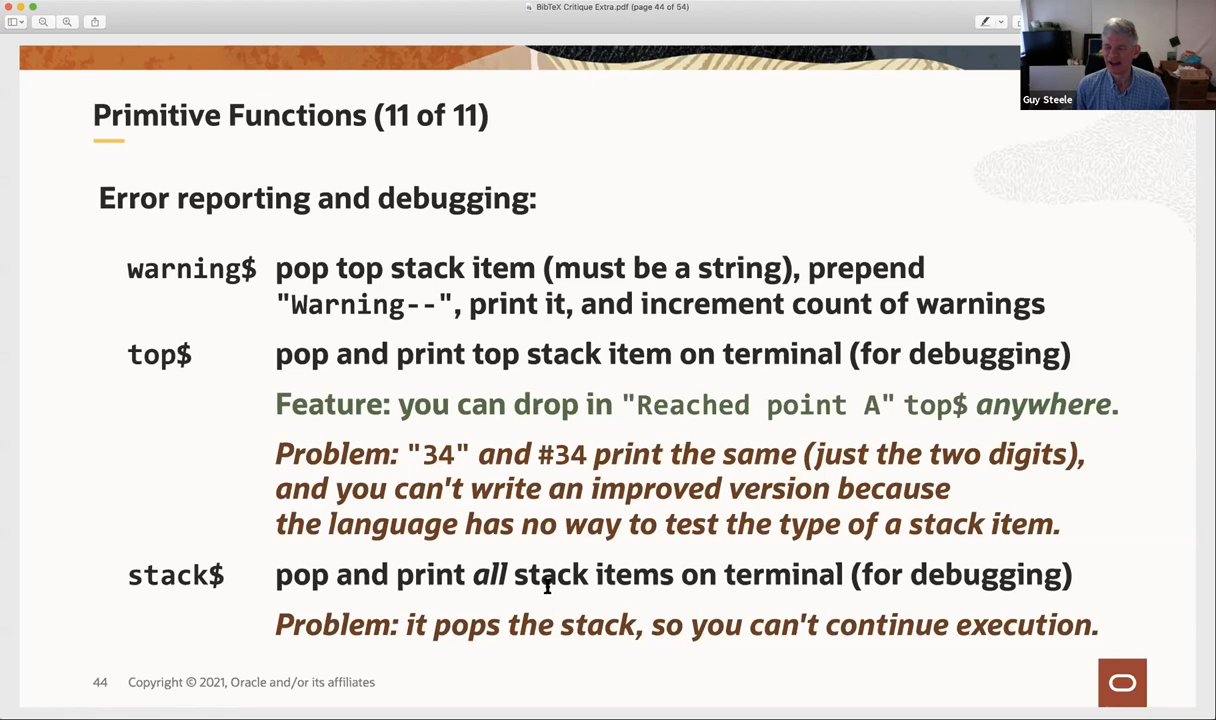 BibTeX Critique Extra.pdf (page 44 of 54)
Guy Steele
Primitive Functions (11 of 11)
Error reporting and debugging:
warning$ pop top stack item (must be a string), prepend
"Warning--", print it, and increment count of warnings
top$ pop and print top stack item on terminal (for debugging)
Feature: you can drop in "Reached point A" top$ anywhere.
Problem: "34" and #34 print the same (just the two digits),
and you can't write an improved version because
the language has no way to test the type of a stack item.
stack$ pop and print all stack items on terminal (for debugging)
Problem: it pops the stack, so you can't continue execution.
44 Copyright © 2021, Oracle and/or its affiliates